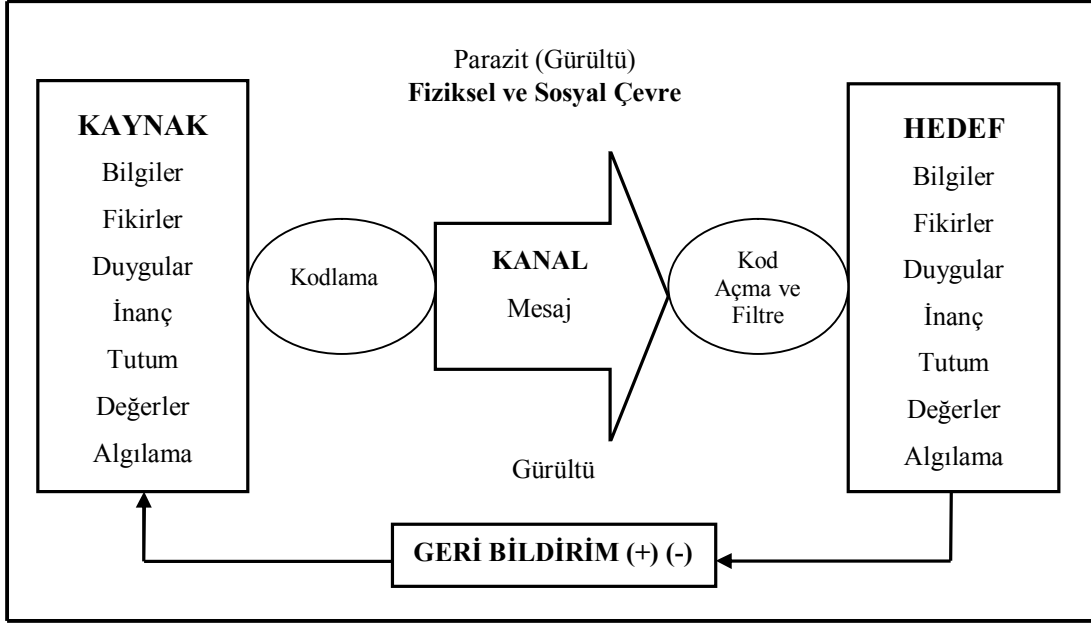 Parazit (Gürültü)
Fiziksel ve Sosyal Çevre
KAYNAK
Bilgiler
Fikirler
Duygular
İnanç
Tutum
Değerler
Algılama
Kodlama
KANAL
Mesaj
Kod
Açma ve
Filtre
HEDEF
Bilgiler
Fikirler
Duygular
İnanç
Tutum
Değerler
Algılama
Gürültü
GERİ BİLDİRİM (+) (-)